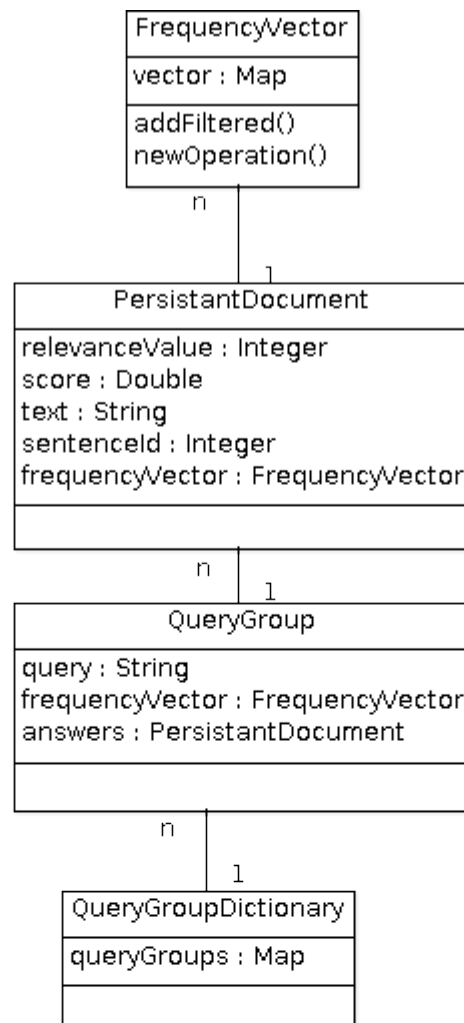 FrequencyVector
vector : Map
addFiltered()
newOperation()
n
1
PersistantDocument
relevanceValue : Integer
score : Double
text : String
sentenceId : Integer
frequencyVector : FrequencyVector
n
1
QueryGroup
query : String
frequencyVector : FrequencyVector
answers : PersistantDocument
n
1
QueryGroupDictionary
queryGroups : Map